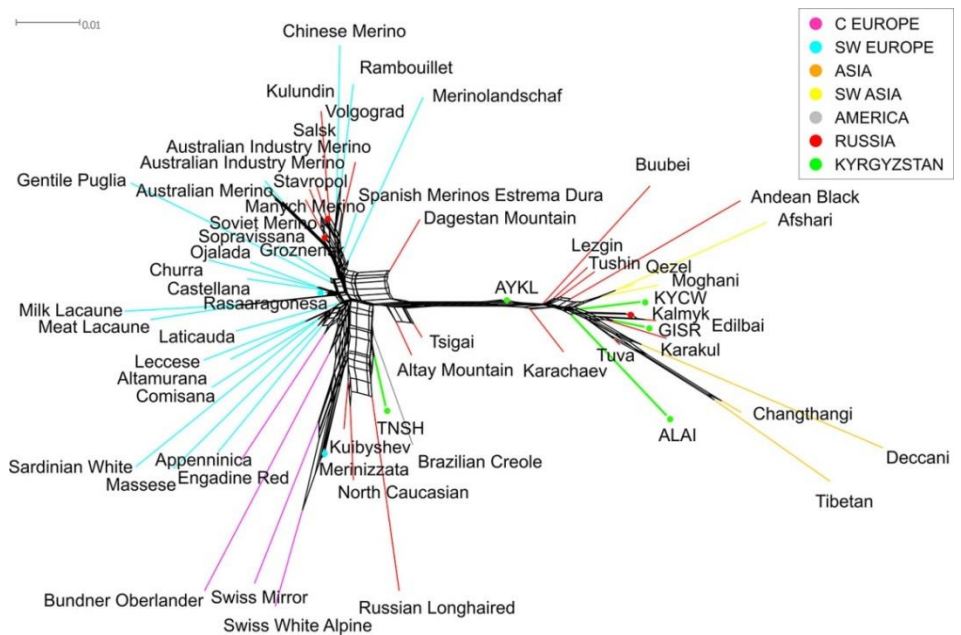 0.01
C EUROPE
SW EUROPE
ASIA
SW ASIA
AMERICA
RUSSIA
KYRGYZSTAN
Chinese Merino
Rambouillet
Kulundin
Merinolandschaf
Volgograd
Salsk
Australian Industry Merino
Australian Industry Merino
Gentile Puglia
Stavropol
Australian Merino
Spanish Merinos Estrema Dura
Manych Merino
Dagestan Mountain
Soviet Merino
Sopravissana
Groznensk
Ojalada
Churra
Castellana
Rasaaragonesa
Milk Lacaune
Meat Lacaune
Laticauda
Leccese
Altamurana
Comisana
Sardinian White
Massese
Appenninica
Engadine Red
Bundner Oberlander
Swiss Mirror
Swiss White Alpine
Tsigai
Altay Mountain
TNSH
Kuibyshev
Merinizzata
Brazilian Creole
North Caucasian
Russian Longhaired
AYKL
Buubei
Andean Black
Afshari
Lezgin
Tushin
Qezel
Moghani
KYCW
Kalmyk
GISR
Edilbai
Karakul
Tuva
Karachaev
ALAI
Changthangi
Deccani
Tibetan